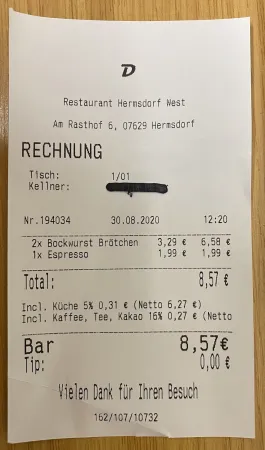 D
Restaurant Hermsdorf West
Am Rasthof 6, 07629 Hermsdorf
RECHNUNG
Tisch: 1/01
Kellner:
Nr.194034 30.08.2020 12:20
2x Bockwurst Brötchen 3,29 € 6,58 €
1x Espresso 1,99 € 1,99 €
Total: 8,57 €
Incl. Küche 5% 0,31 € (Netto 6,27 €)
Incl. Kaffee, Tee, Kakao 16% 0,27 € (Netto
Bar 8,57€
Tip: 0,00 €
Vielen Dank für Ihren Besuch
162/107/10732